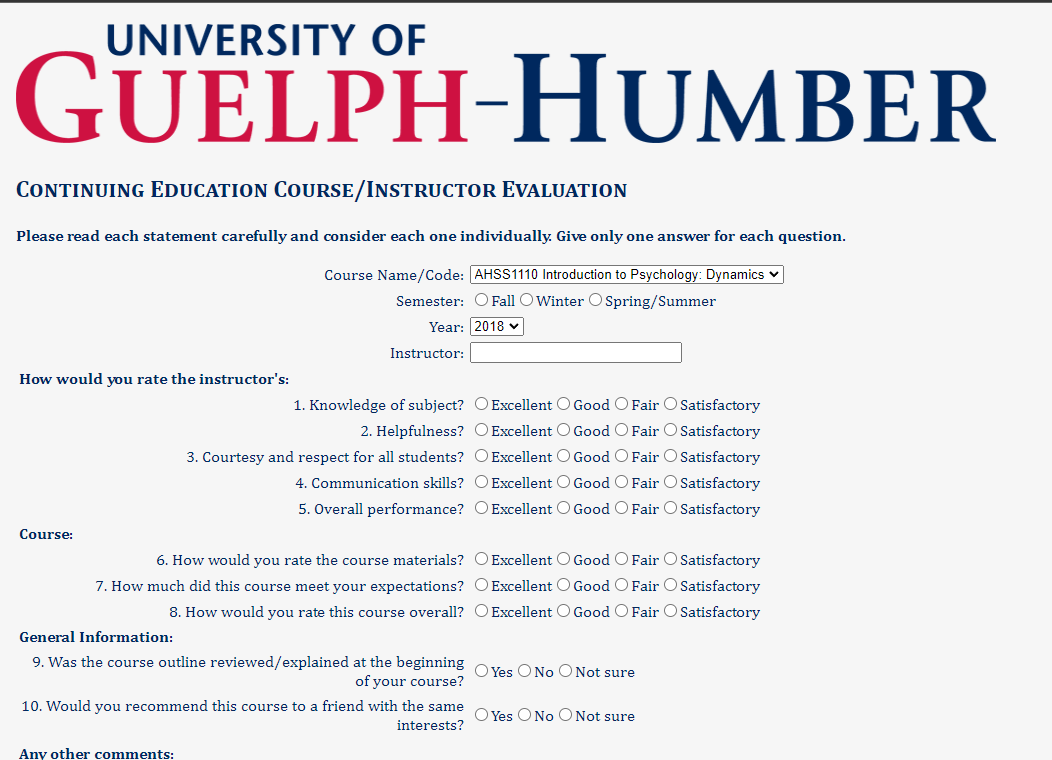 UNIVERSITY OF
GUELPH-HUMBER
CONTINUING EDUCATION COURSE/INSTRUCTOR EVALUATION
Please read each statement carefully and consider each one individually. Give only one answer for each question.
Course Name/Code: AHSS1110 Introduction to Psychology: Dynamics
Semester: Fall Winter Spring/Summer
Year: 2018
Instructor:
How would you rate the instructor's:
1. Knowledge of subject? Excellent Good Fair Satisfactory
2. Helpfulness? Excellent Good Fair Satisfactory
3. Courtesy and respect for all students? Excellent Good Fair Satisfactory
4. Communication skills? Excellent Good Fair Satisfactory
5. Overall performance? Excellent Good Fair Satisfactory
Course:
6. How would you rate the course materials? Excellent Good Fair Satisfactory
7. How much did this course meet your expectations? Excellent Good Fair Satisfactory
8. How would you rate this course overall? Excellent Good Fair Satisfactory
General Information:
9. Was the course outline reviewed/explained at the beginning
of your course? Yes No Not sure
10. Would you recommend this course to a friend with the same
interests? Yes No Not sure
Any other comments: